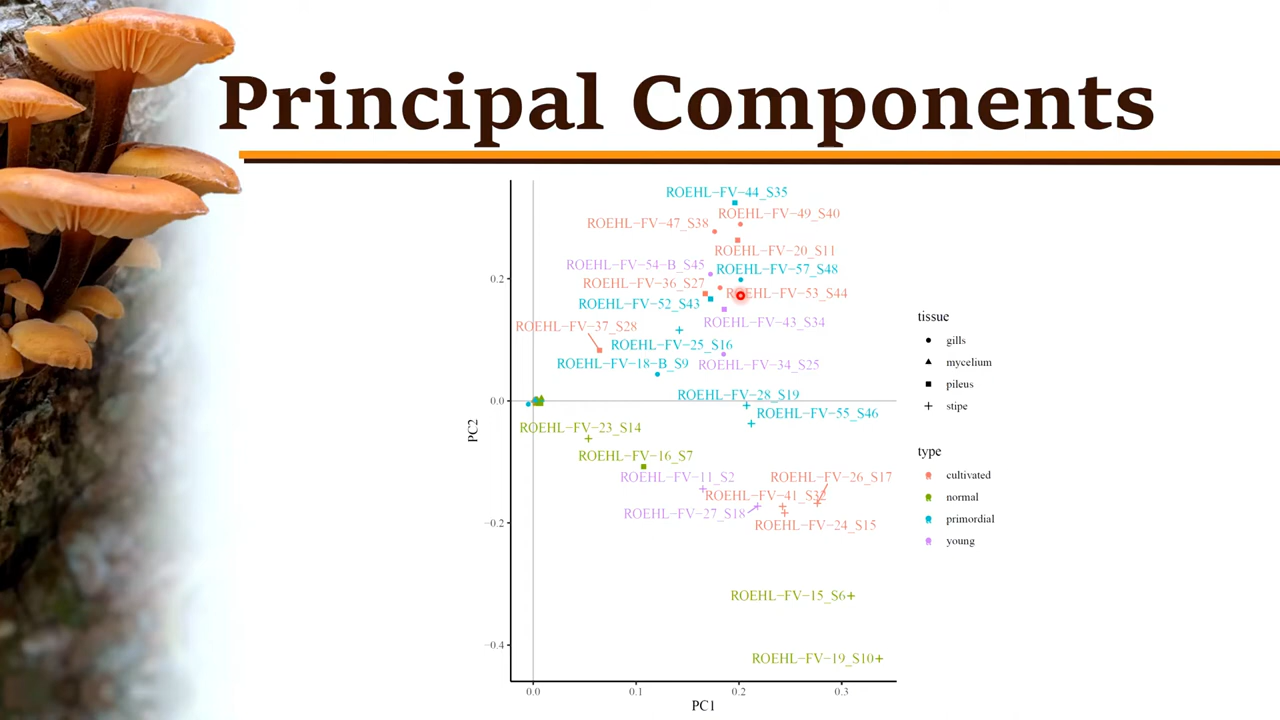 Principal Components
ROEHL−FV−44_S35
ROEHL−FV−49_S40
ROEHL−FV−47_S38
ROEHL−FV−20_S11
ROEHL−FV−54−B_S45
ROEHL−FV−57_S48
ROEHL−FV−36_S27
ROEHL−FV−53_S44
ROEHL−FV−52_S43
ROEHL−FV−43_S34
ROEHL−FV−37_S28
ROEHL−FV−25_S16
ROEHL−FV−18−B_S9
ROEHL−FV−34_S25
ROEHL−FV−28_S19
ROEHL−FV−55_S46
ROEHL−FV−23_S14
ROEHL−FV−16_S7
ROEHL−FV−11_S2
ROEHL−FV−26_S17
ROEHL−FV−41_S32
ROEHL−FV−27_S18
ROEHL−FV−24_S15
ROEHL−FV−15_S6
ROEHL−FV−19_S10
0.2
0.0
−0.2
−0.4
PC2
0.0 0.1 0.2 0.3
PC1
tissue
gills
mycelium
pileus
stipe
type
cultivated
normal
primordial
young